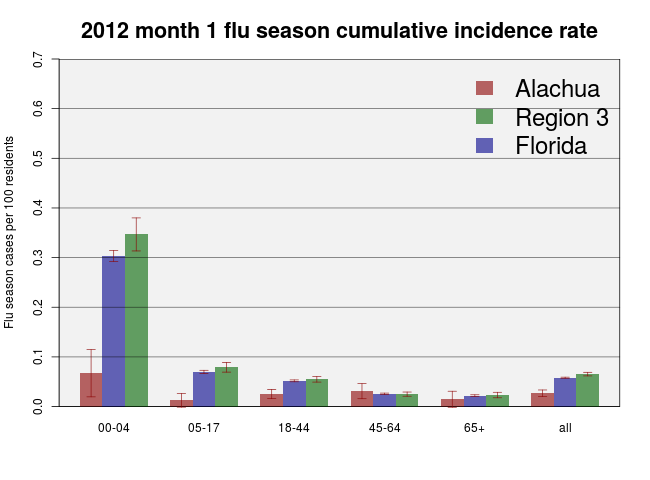 2012 month 1 flu season cumulative incidence rate
Flu season cases per 100 residents
0.7
0.6
0.5
0.4
0.3
0.2
0.1
0.0
Alachua
Region 3
Florida
00-04 05-17 18-44 45-64 65+ all